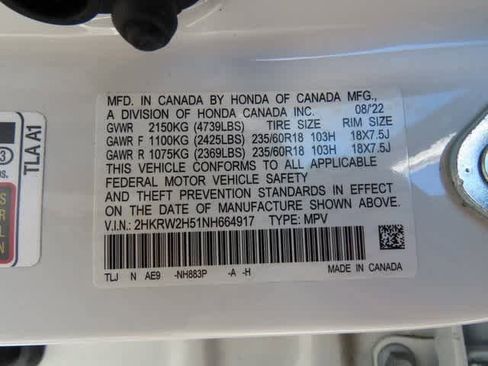 MFD. IN CANADA BY HONDA OF CANADA MFG.,
A DIVISION OF HONDA CANADA INC. 08/22
GVWR 2150KG (4739LBS) TIRE SIZE RIM SIZE
GAWR F 1100KG (2425LBS) 235/60R18 103H 18X7.5J
GAWR R 1075KG (2369LBS) 235/60R18 103H 18X7.5J
THIS VEHICLE CONFORMS TO ALL APPLICABLE
FEDERAL MOTOR VEHICLE SAFETY
AND THEFT PREVENTION STANDARDS IN EFFECT
ON THE DATE OF MANUFACTURE SHOWN ABOVE.
V.I.N.: 2HKRW2H51NH664917 TYPE: MPV
TLJ N AE9 -NH883P -A -H
MADE IN CANADA
TLA A1